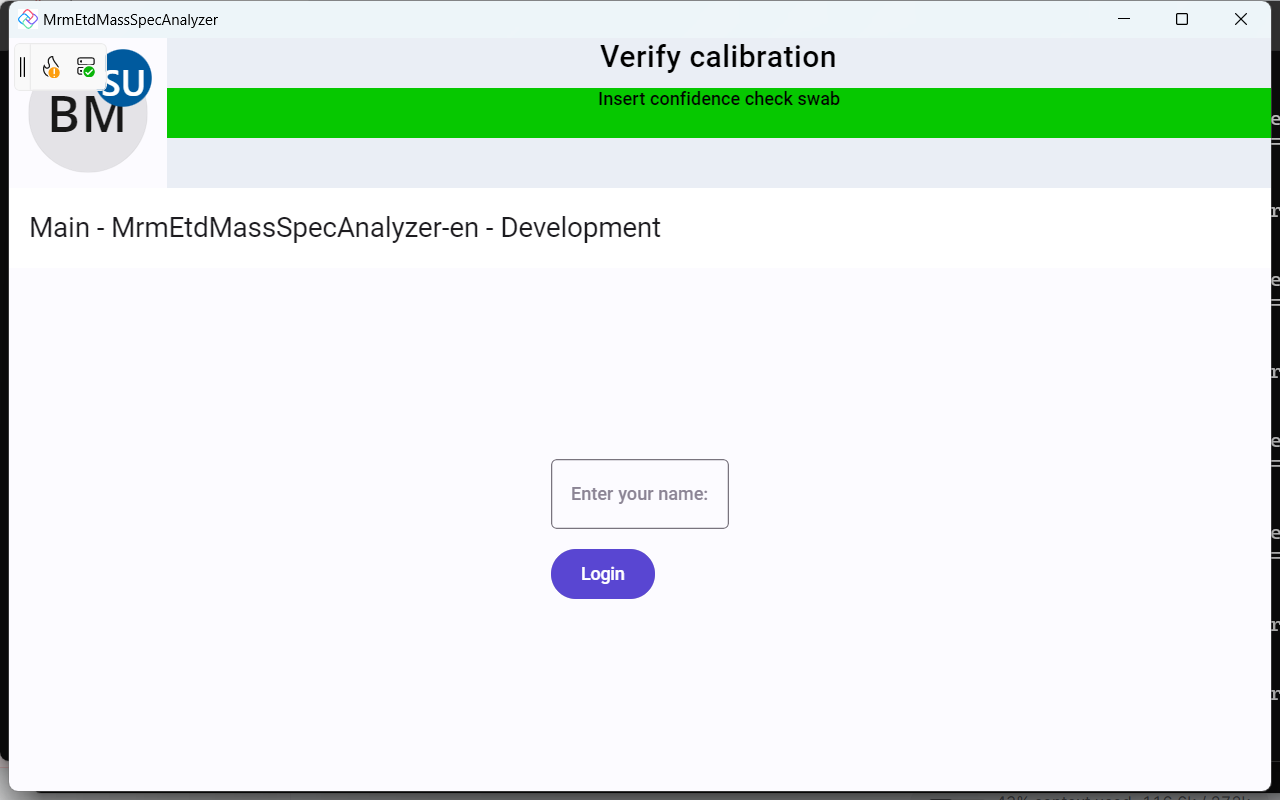 MrmEtdMassSpecAnalyzer
Verify calibration
SU
BM
Insert confidence check swab
Main - MrmEtdMassSpecAnalyzer-en - Development
Enter your name:
Login